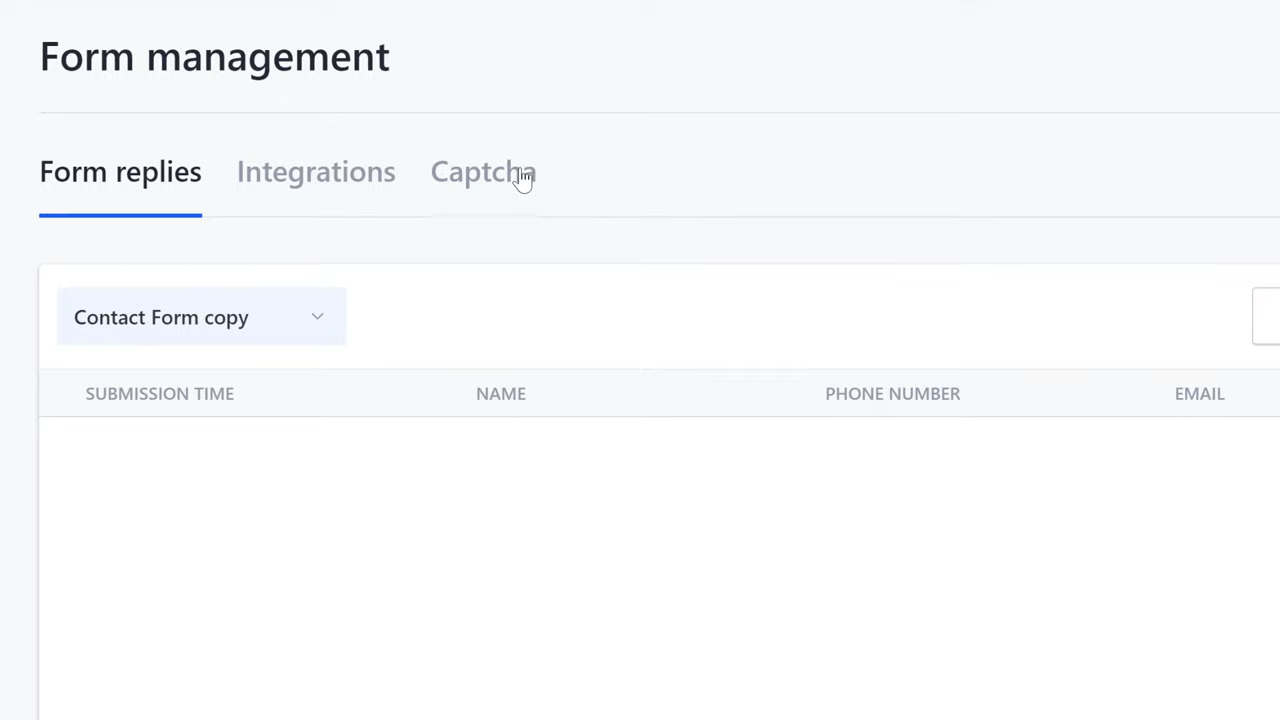 Form management
Form replies Integrations Captcha
Contact Form copy
SUBMISSION TIME NAME PHONE NUMBER EMAIL